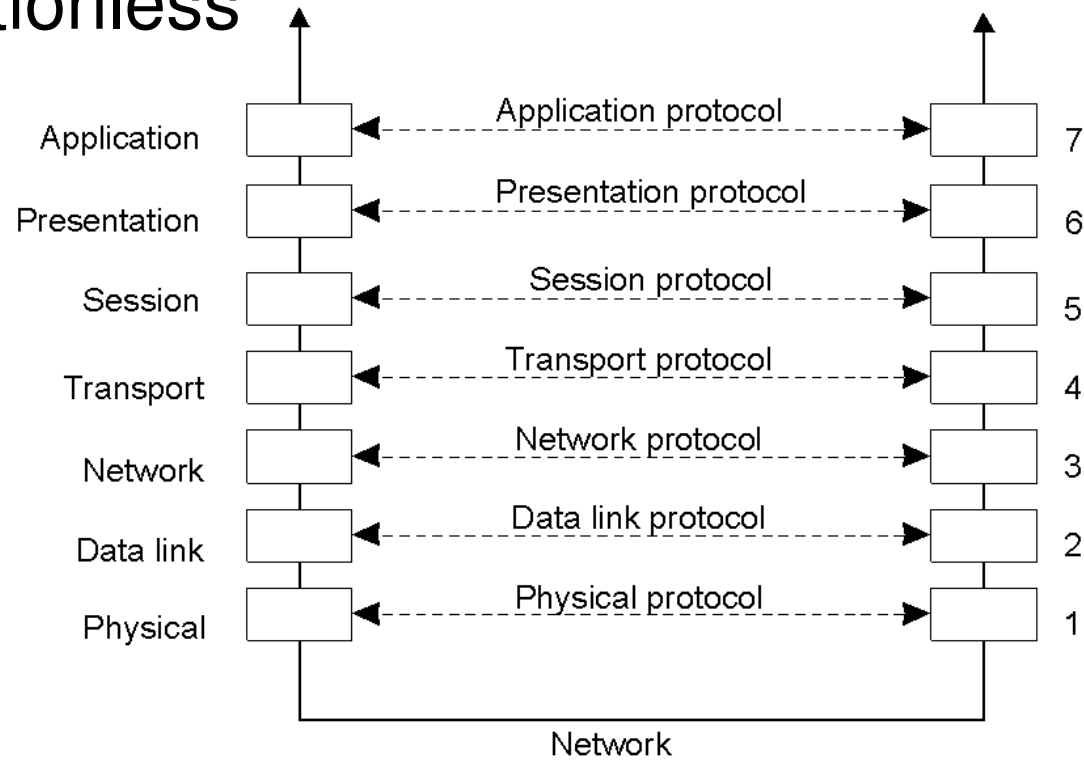 tionless
Application Application protocol 7
Presentation Presentation protocol 6
Session Session protocol 5
Transport Transport protocol 4
Network Network protocol 3
Data link Data link protocol 2
Physical Physical protocol 1
Network